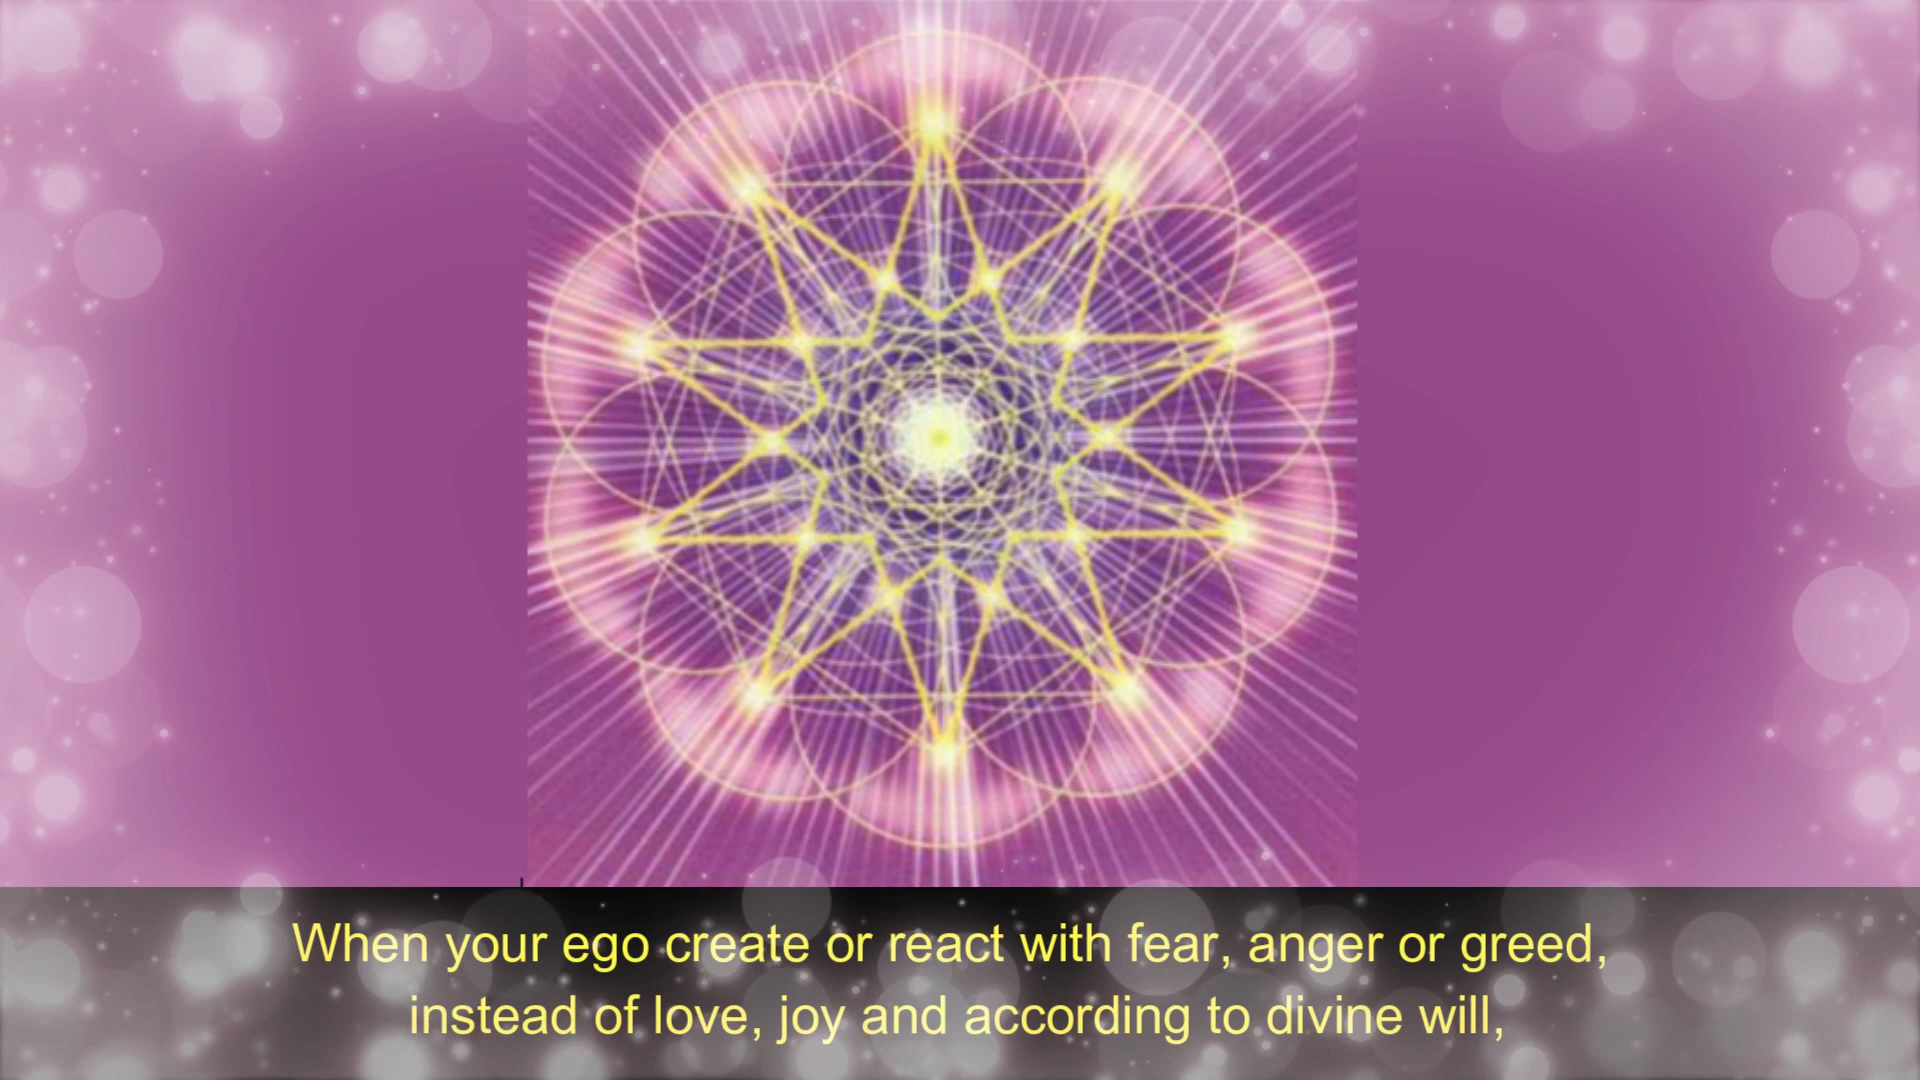 When your ego create or react with fear, anger or greed,
instead of love, joy and according to divine will,